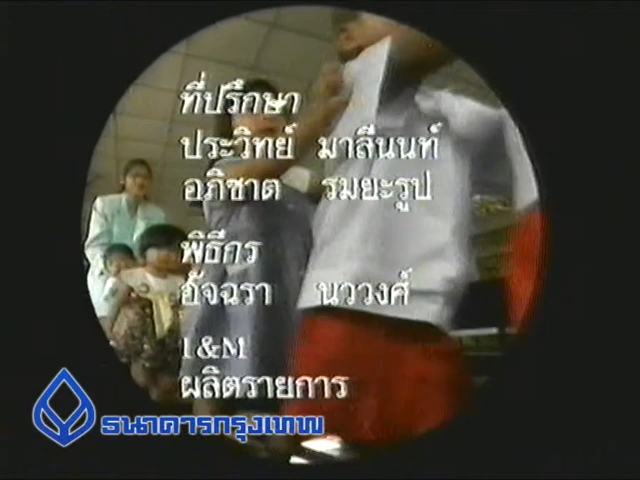 ที่ปรึกษา
ประวิทย์ มาลีนนท์
อภิชาต รมยะรูป
พิธีกร
อัจฉรา นววงศ์
I&M
ผลิตรายการ
ธนาคารกรุงเทพ